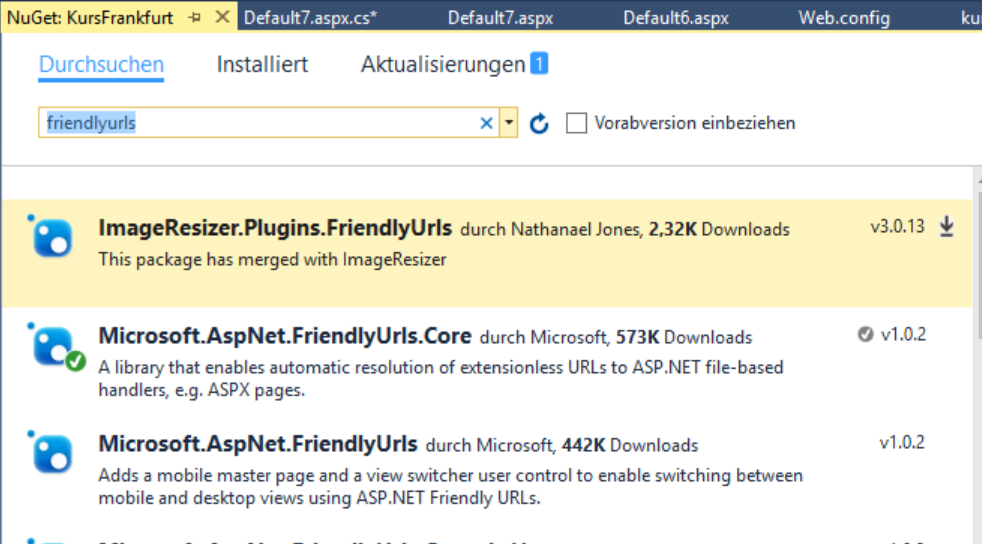 NuGet: KursFrankfurt Default7.aspx.cs* Default7.aspx Default6.aspx Web.config
Durchsuchen Installiert Aktualisierungen 1
friendlyurls Vorabversion einbeziehen
ImageResizer.Plugins.FriendlyUrls durch Nathanael Jones, 2,32K Downloads v3.0.13
This package has merged with ImageResizer
Microsoft.AspNet.FriendlyUrls.Core durch Microsoft, 573K Downloads v1.0.2
A library that enables automatic resolution of extensionless URLs to ASP.NET file-based
handlers, e.g. ASPX pages.
Microsoft.AspNet.FriendlyUrls durch Microsoft, 442K Downloads v1.0.2
Adds a mobile master page and a view switcher user control to enable switching between
mobile and desktop views using ASP.NET Friendly URLs.